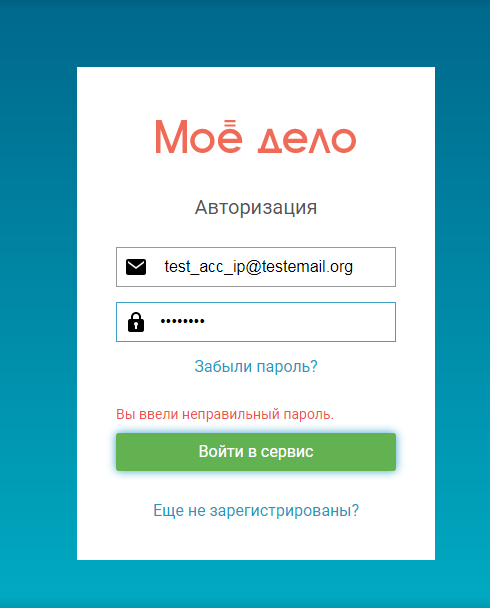 Моё дело
Авторизация
test_acc_ip@testemail.org
••••••••
Забыли пароль?
Вы ввели неправильный пароль.
Войти в сервис
Еще не зарегистрированы?